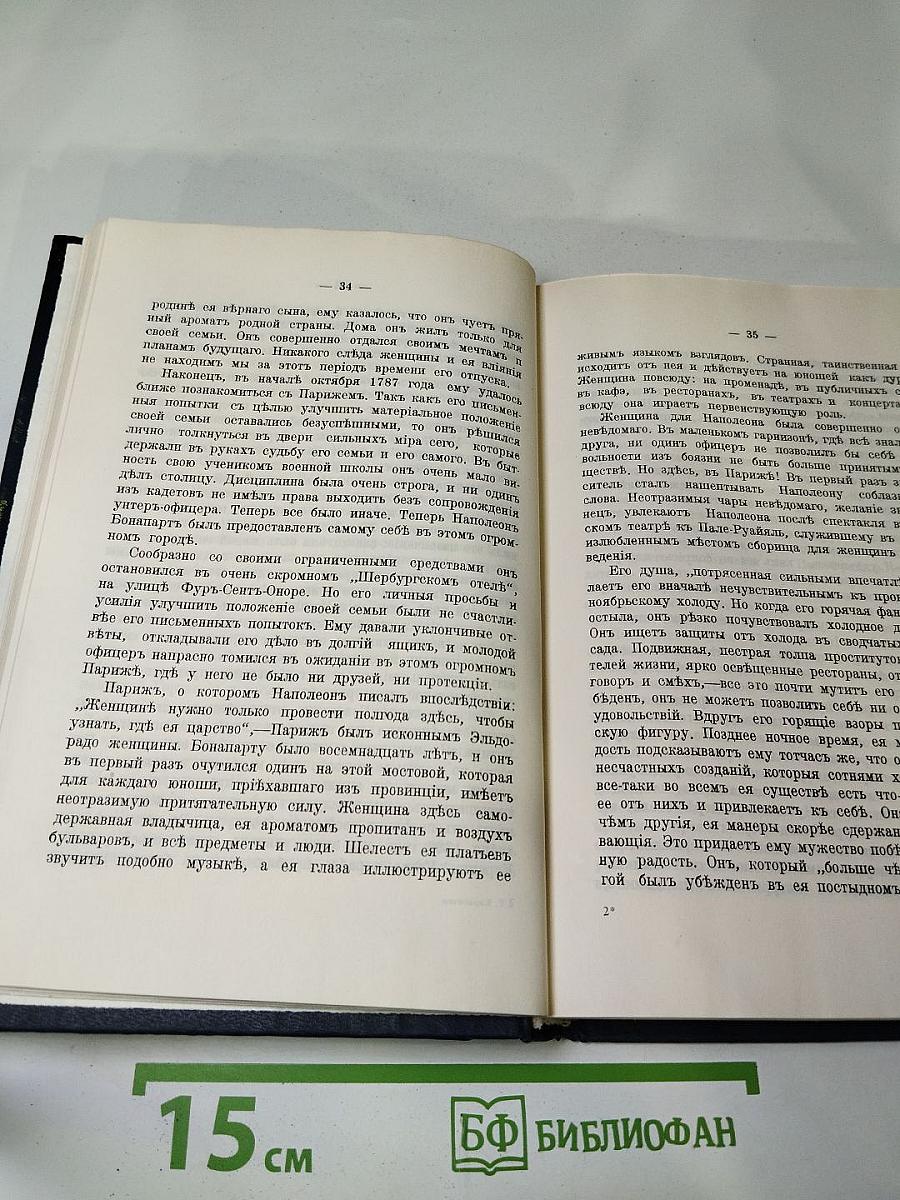 — 34 —
родинѣ ея вѣрнаго сына, ему казалось, что онъ чуетъ пря-
ный ароматъ родной страны. Дома онъ жилъ только для
своей семьи. Онъ совершенно отдался своимъ мечтамъ и
планамъ будущаго. Никакого слѣда женщины и ея вліянія
не находимъ мы за этотъ періодъ времени его отпуска.
Наконецъ, въ началѣ октября 1787 года ему удалось
ближе познакомиться съ Парижемъ. Такъ какъ его письмен-
ныя попытки съ цѣлью улучшить матеріальное положеніе
своей семьи оставались безуспѣшными, то онъ рѣшился
лично толкнуться въ двери сильныхъ міра сего, которые
держали въ рукахъ судьбу его семьи и его самого. Въ быт-
ность свою ученикомъ военной школы онъ очень мало ви-
дѣлъ столицу. Дисциплина была очень строга, и ни одинъ
изъ кадетовъ не имѣлъ права выходить безъ сопровожденія
унтеръ-офицера. Теперь все было иначе. Теперь Наполеонъ
Бонапартъ былъ предоставленъ самому себѣ въ этомъ огром-
номъ городѣ.
Сообразно со своими ограниченными средствами онъ
остановился въ очень скромномъ „Шербургскомъ отелѣ“,
на улицѣ Фуръ-Сентъ-Оноре. Но его личныя просьбы и
усилія улучшить положеніе своей семьи были не счастли-
вѣе его письменныхъ попытокъ. Ему давали уклончивые от-
вѣты, откладывали его дѣло въ долгій ящикъ, и молодой
офицеръ напрасно томился въ ожиданіи въ этомъ огромномъ
Парижѣ, гдѣ у него не было ни друзей, ни протекціи.
Парижъ, о которомъ Наполеонъ писалъ впослѣдствіи:
„Женщинѣ нужно только провести полгода здѣсь, чтобы
узнать, гдѣ ея царство“,—Парижъ былъ исконнымъ Эльдо-
радо женщины. Бонапарту было восемнадцать лѣтъ, и онъ
въ первый разъ очутился одинъ на этой мостовой, которая
для каждаго юноши, пріѣхавшаго изъ провинціи, имѣетъ
неотразимую притягательную силу. Женщина здѣсь само-
державная владычица, ея ароматомъ пропитанъ и воздухъ
бульваровъ, и всѣ предметы и люди. Шелестъ ея платьевъ
звучитъ подобно музыкѣ, а ея глаза иллюстрируютъ ее
— 35 —
живымъ языкомъ взглядовъ. Странная, таинственная
исходитъ отъ нея и дѣйствуетъ на юношей какъ дур
Женщина повсюду: на променадѣ, въ публичныхъ с
въ кафэ, въ ресторанахъ, въ театрахъ и концерта
всюду она играетъ первенствующую роль.
Женщина для Наполеона была совершенно о
невѣдомаго. Въ маленькомъ гарнизонѣ, гдѣ всѣ знал
друга, ни одинъ офицеръ не позволитъ бы себѣ
вольности изъ боязни не быть больше принятым
ществѣ. Но здѣсь, въ Парижѣ! Въ первый разъ
ситель сталъ нашептывать Наполеону соблаз
слова. Неотразимыя чары невѣдомаго, желаніе
нецъ, увлекаютъ Наполеона послѣ спектакля в
скомъ театрѣ къ Пале-Руайяль, служившему въ
излюбленнымъ мѣстомъ сборища для женщинъ
веденія.
Его душа, „потрясенная сильными впечатлѣ
лаетъ его вначалѣ нечувствительнымъ къ прон
ноябрьскому холоду. Но когда его горячая фан
остыла, онъ рѣзко почувствовалъ холодное д
Онъ ищетъ защиты отъ холода въ сводчатых
сада. Подвижная, пестрая толпа проституток
телей жизни, ярко освѣщенные рестораны, от
говоръ и смѣхъ,—все это почти мутитъ его
бѣденъ, онъ не можетъ позволить себѣ ни о
удовольствій. Вдругъ его горящіе взоры п
скую фигуру. Позднее ночное время, ея м
дость подсказываютъ ему тотчасъ же, что о
несчастныхъ созданій, которыя сотнями х
все-таки во всемъ ея существѣ есть что-
ее отъ нихъ и привлекаетъ къ себѣ. Он
чѣмъ другія, ея манеры скорѣе сдержан
вающія. Это придаетъ ему мужество побѣ
ную радость. Онъ, который „больше чѣ
гой былъ убѣжденъ въ ея постыдномъ
2*
15 см
БФ БИБЛИОФАН